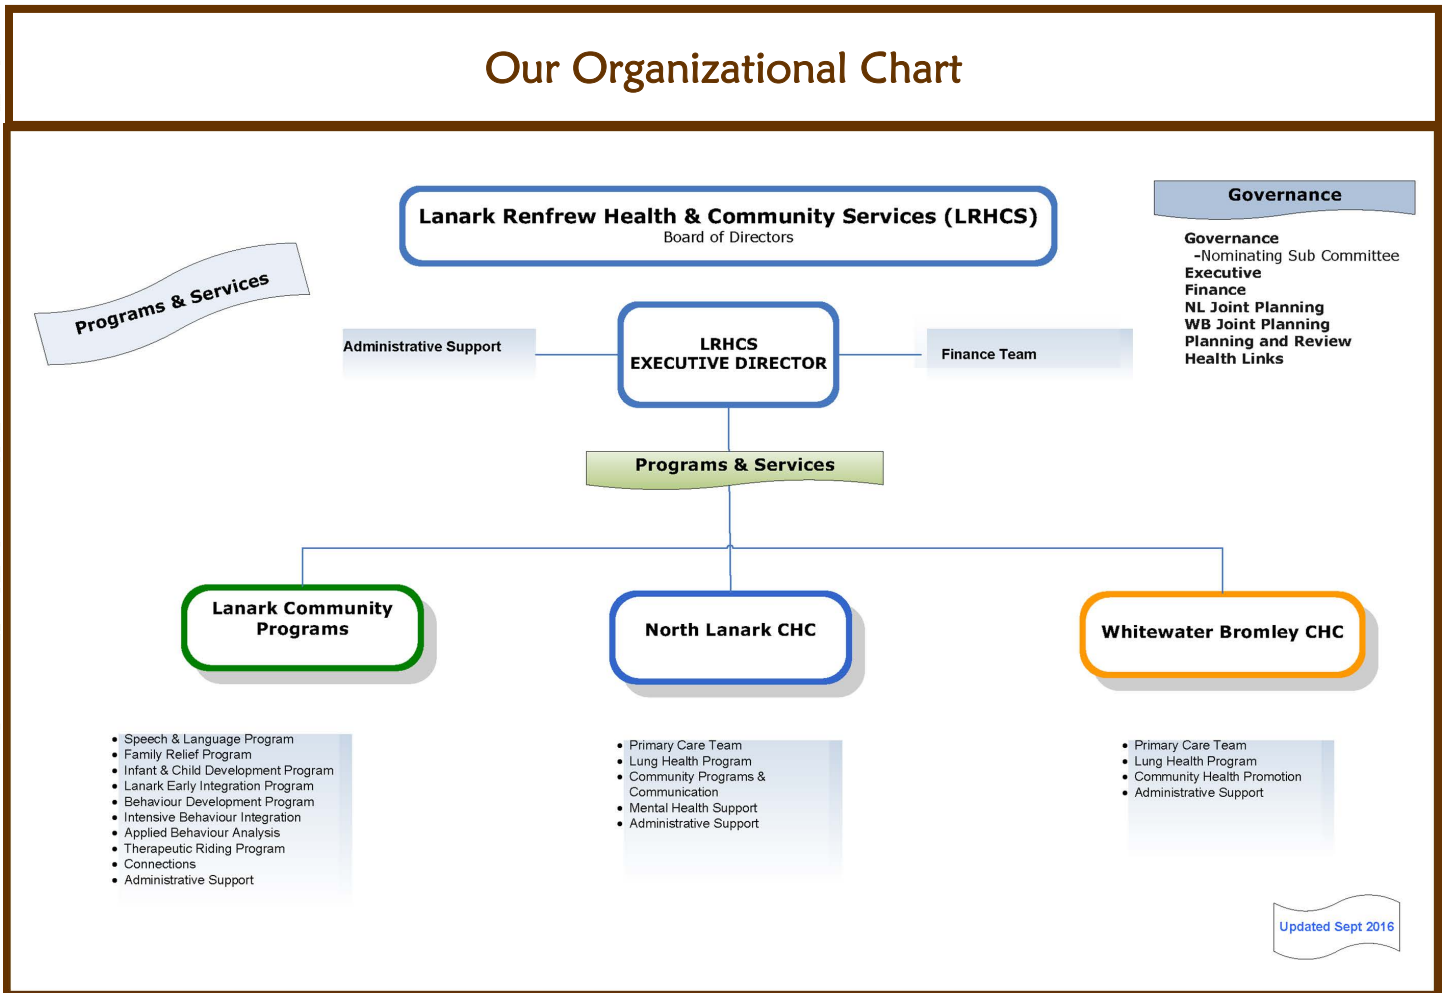 Our Organizational Chart
Lanark Renfrew Health & Community Services (LRHCS)
Board of Directors
Governance
Governance
-Nominating Sub Committee
Executive
Finance
NL Joint Planning
WB Joint Planning
Planning and Review
Health Links
Programs & Services
Administrative Support
LRHCS
EXECUTIVE DIRECTOR
Finance Team
Programs & Services
Lanark Community
Programs
North Lanark CHC
Whitewater Bromley CHC
• Speech & Language Program
• Family Relief Program
• Infant & Child Development Program
• Lanark Early Integration Program
• Behaviour Development Program
• Intensive Behaviour Integration
• Applied Behaviour Analysis
• Therapeutic Riding Program
• Connections
• Administrative Support
• Primary Care Team
• Lung Health Program
• Community Programs &
Communication
• Mental Health Support
• Administrative Support
• Primary Care Team
• Lung Health Program
• Community Health Promotion
• Administrative Support
Updated Sept 2016